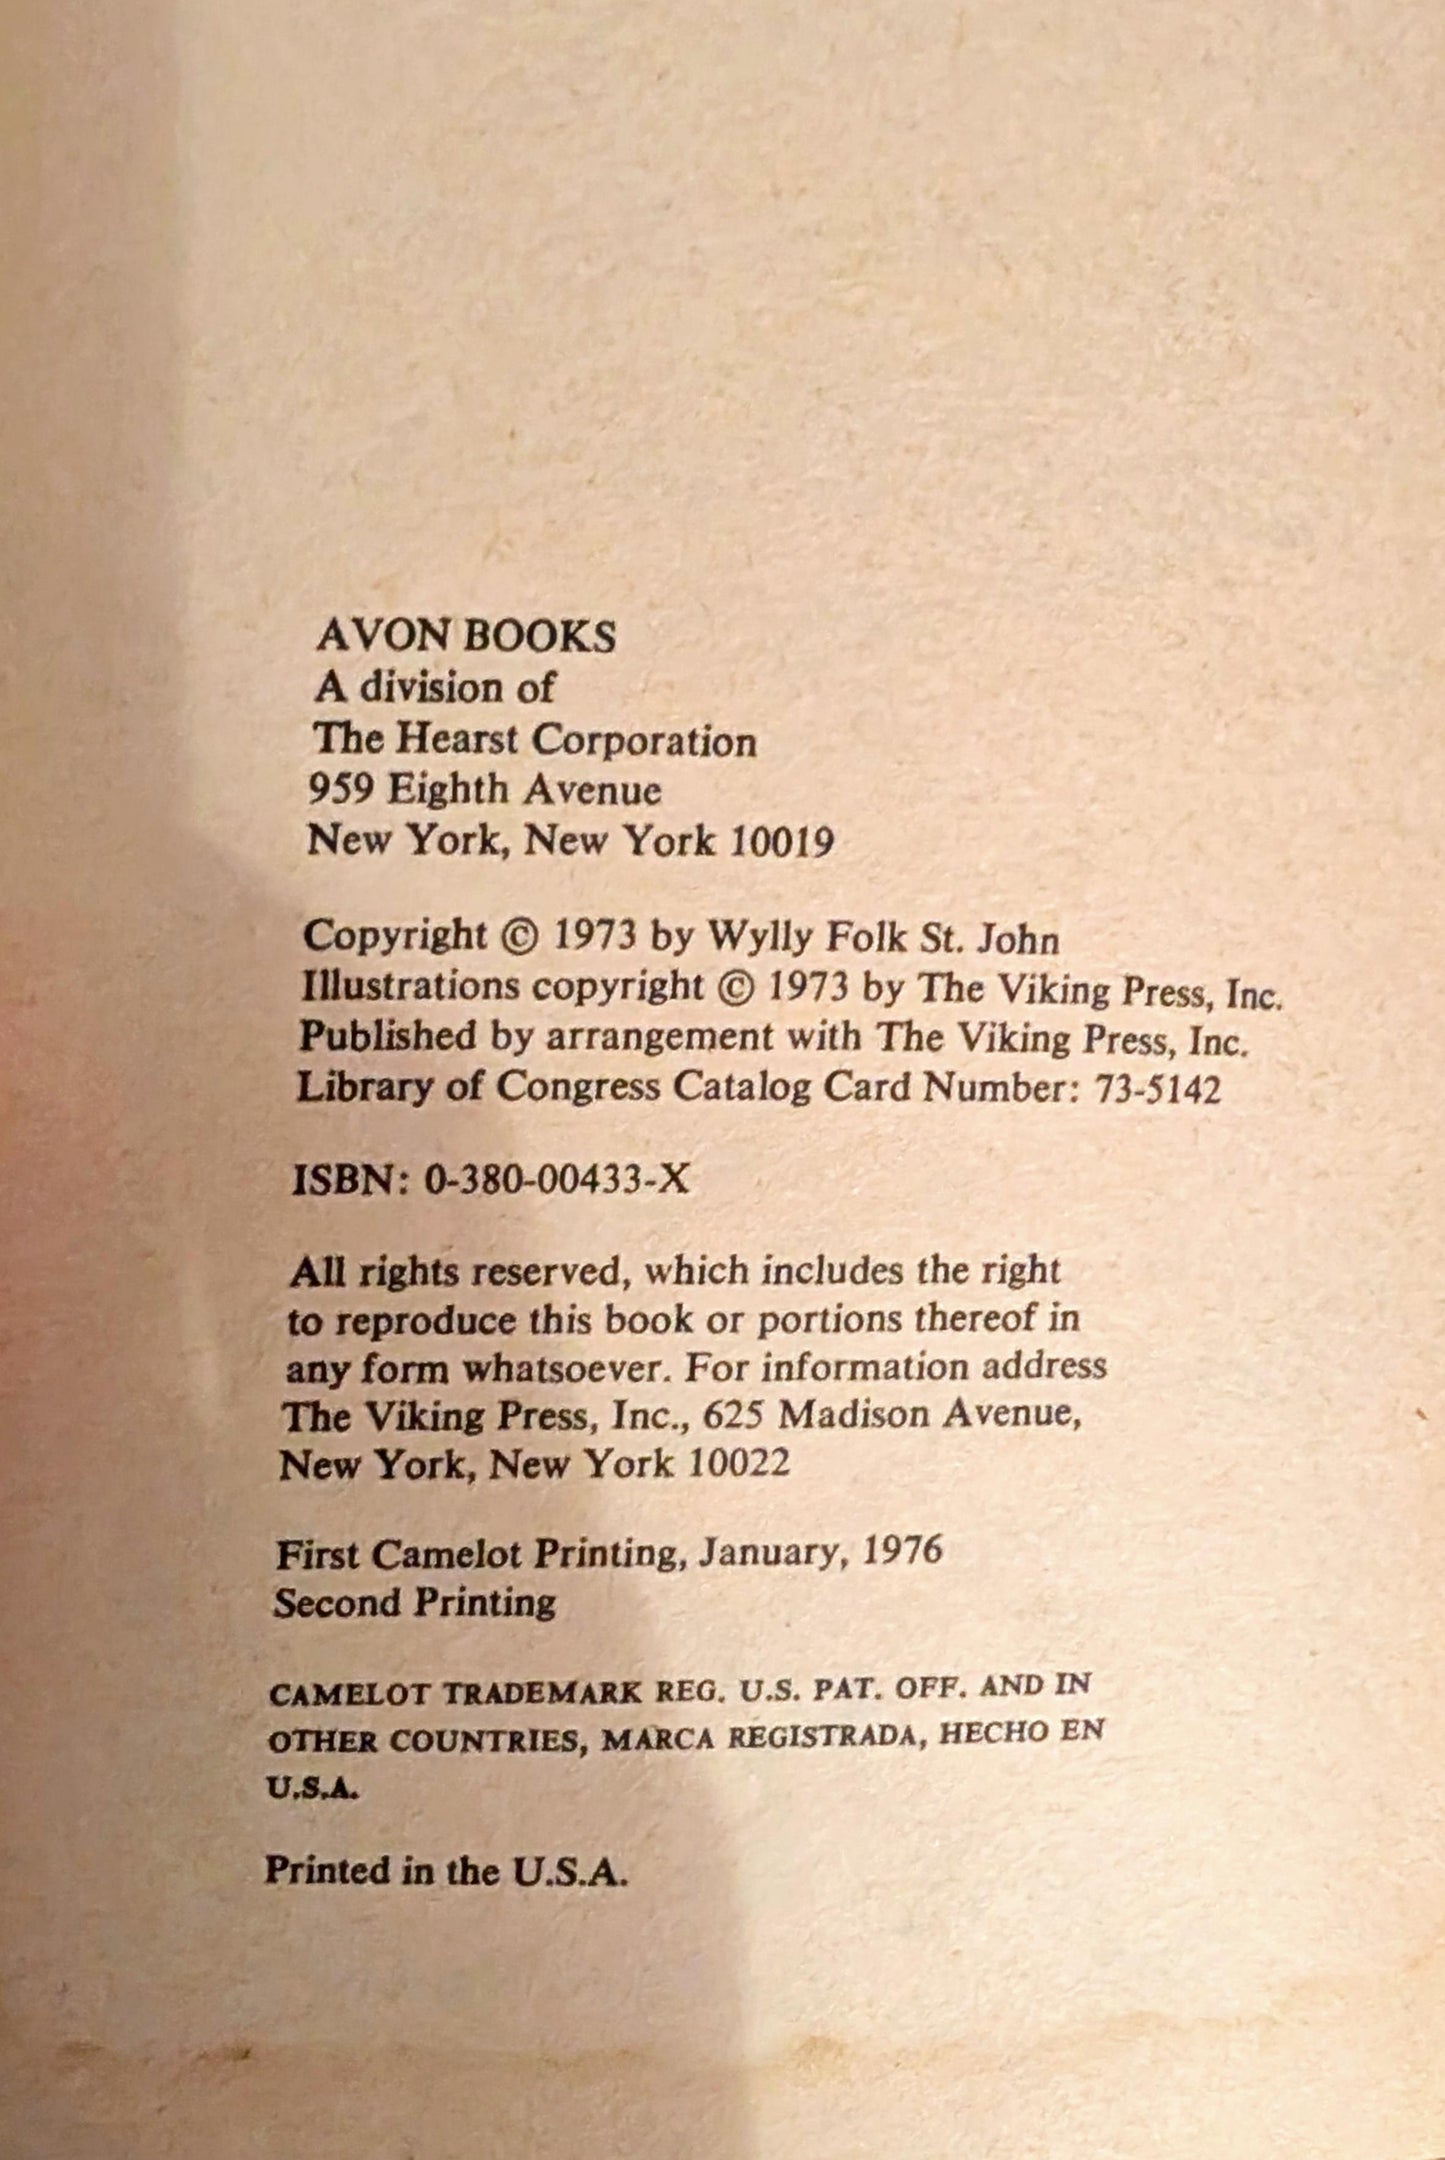 AVON BOOKS
A division of
The Hearst Corporation
959 Eighth Avenue
New York, New York 10019
Copyright © 1973 by Wylly Folk St. John
Illustrations copyright © 1973 by The Viking Press, Inc.
Published by arrangement with The Viking Press, Inc.
Library of Congress Catalog Card Number: 73-5142
ISBN: 0-380-00433-X
All rights reserved, which includes the right
to reproduce this book or portions thereof in
any form whatsoever. For information address
The Viking Press, Inc., 625 Madison Avenue,
New York, New York 10022
First Camelot Printing, January, 1976
Second Printing
CAMELOT TRADEMARK REG. U.S. PAT. OFF. AND IN
OTHER COUNTRIES, MARCA REGISTRADA, HECHO EN
U.S.A.
Printed in the U.S.A.